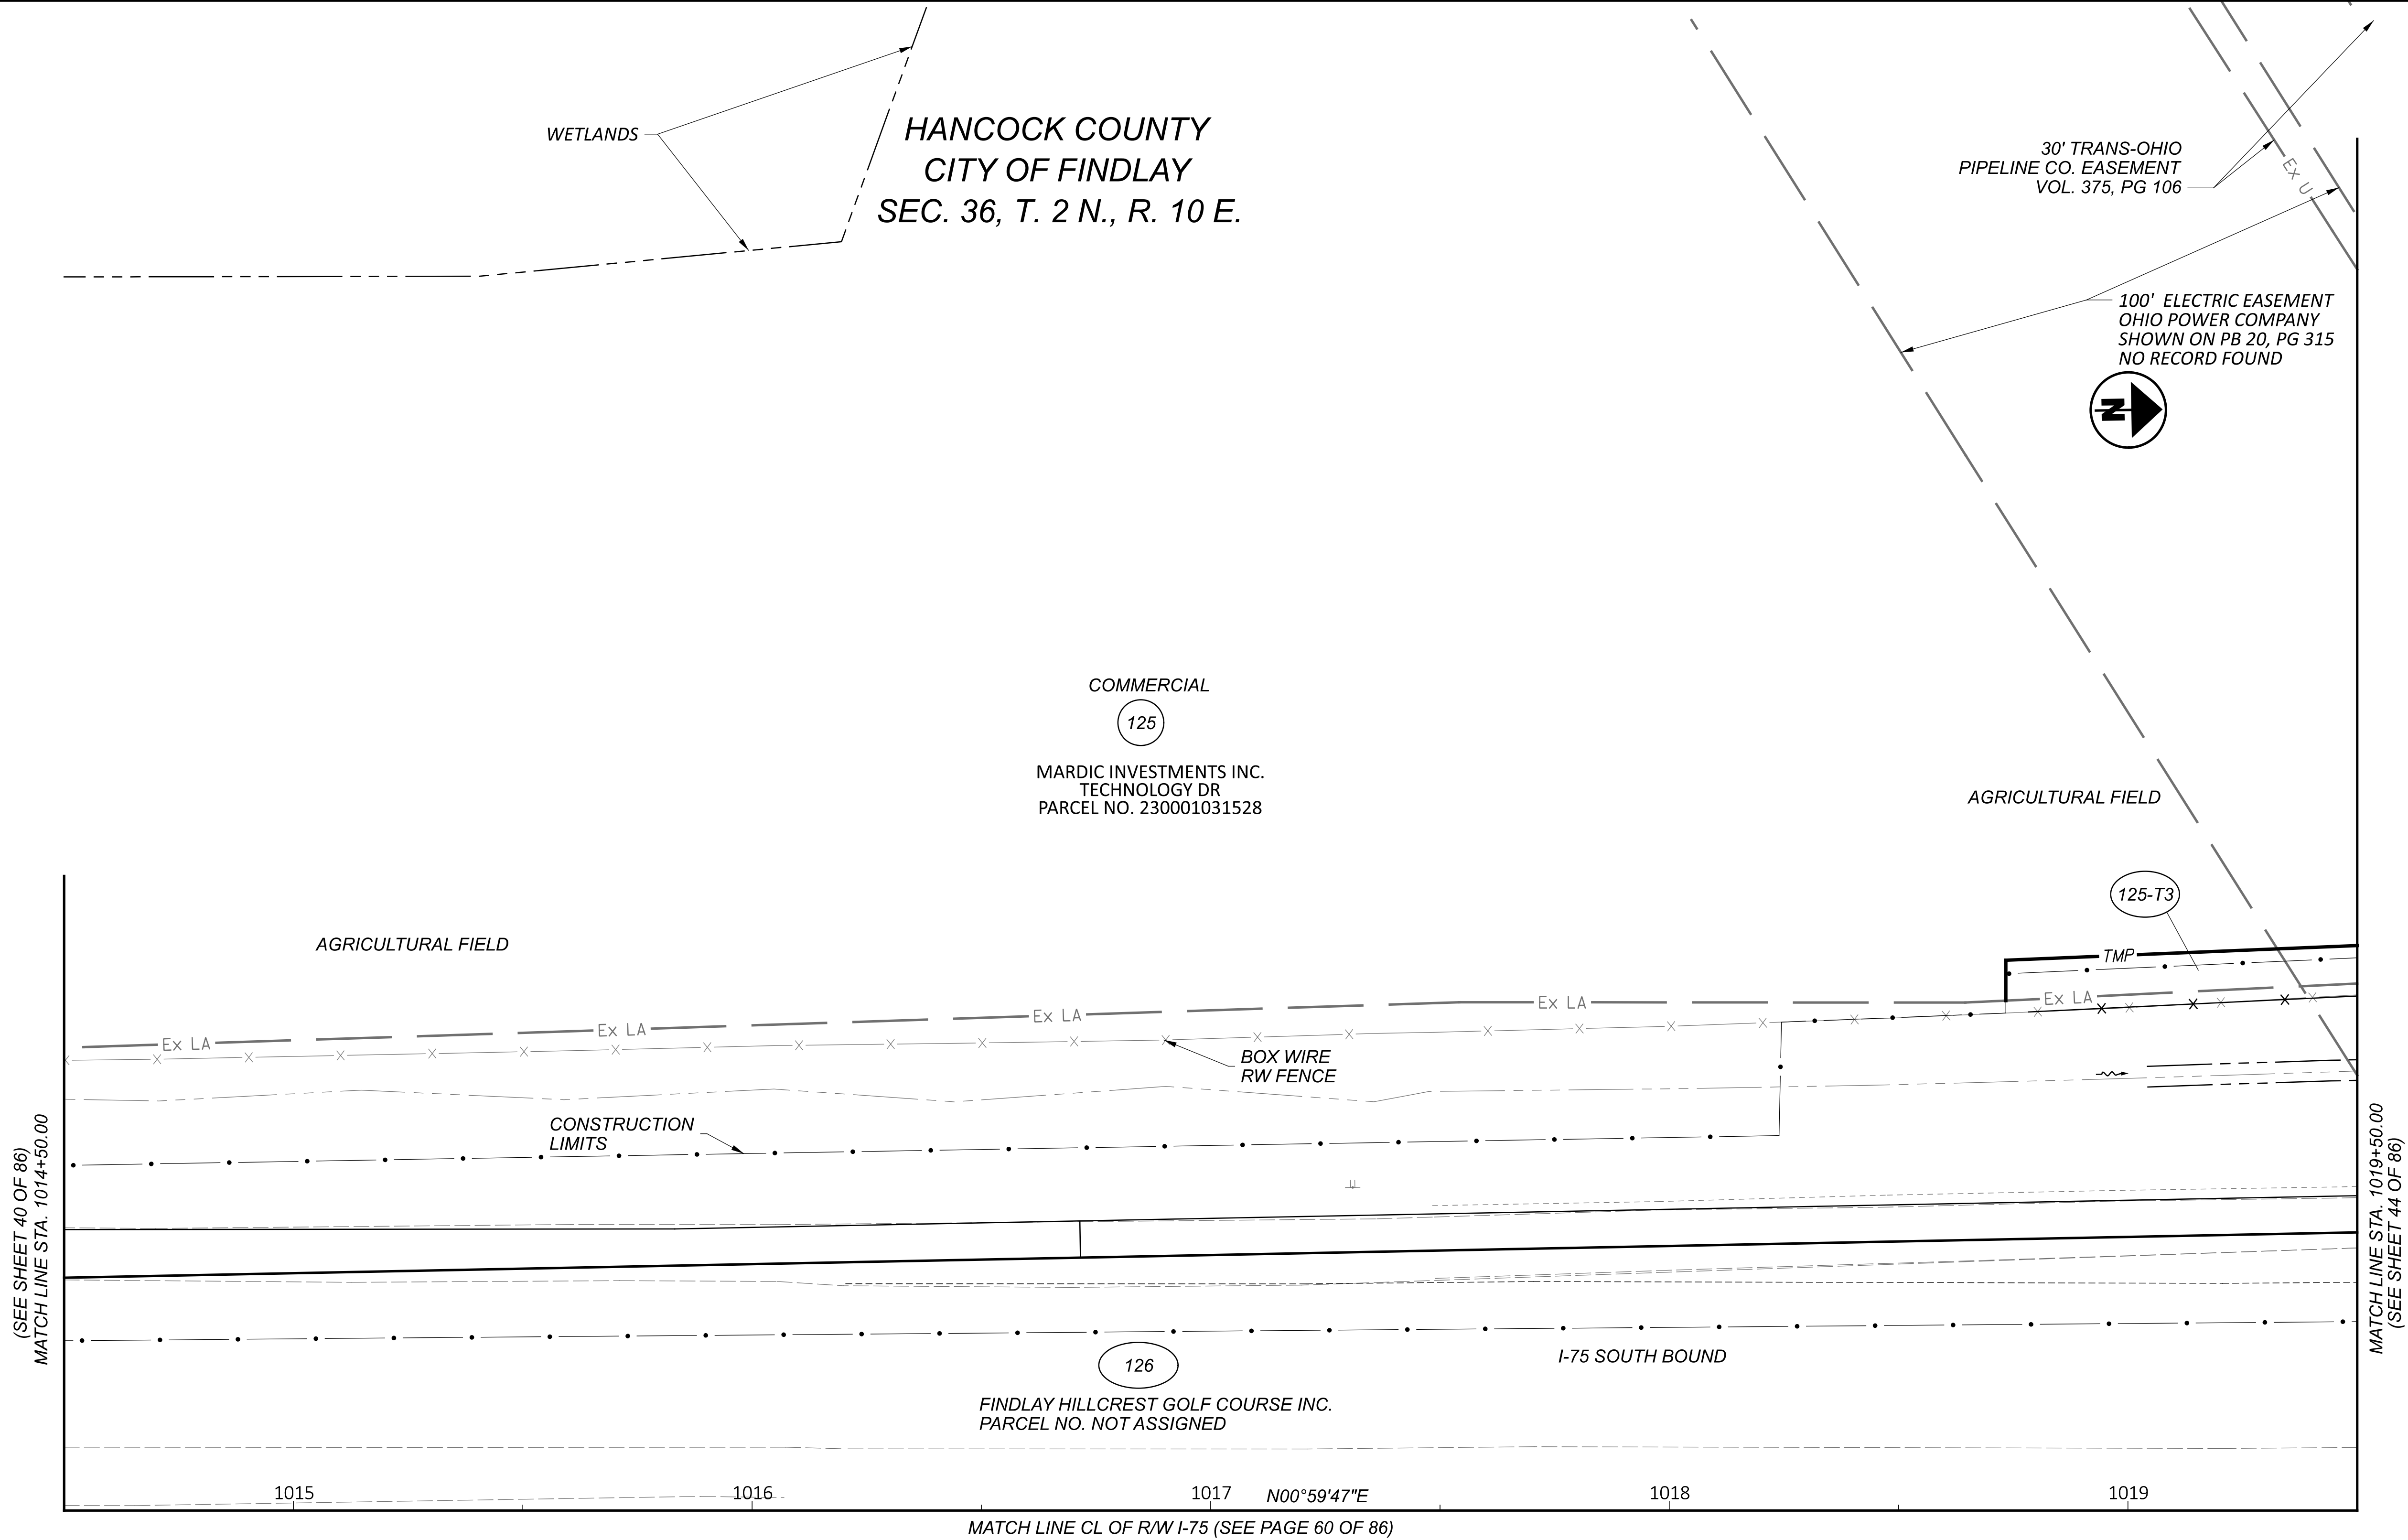 WETLANDS
HANCOCK COUNTY
CITY OF FINDLAY
SEC. 36, T. 2 N., R. 10 E.
30' TRANS-OHIO
PIPELINE CO. EASEMENT
VOL. 375, PG 106
Ex U
100' ELECTRIC EASEMENT
OHIO POWER COMPANY
SHOWN ON PB 20, PG 315
NO RECORD FOUND
N
COMMERCIAL
125
MARDIC INVESTMENTS INC.
TECHNOLOGY DR
PARCEL NO. 230001031528
AGRICULTURAL FIELD
125-T3
AGRICULTURAL FIELD
TMP
Ex LA
Ex LA
Ex LA
Ex LA
Ex LA
BOX WIRE
RW FENCE
CONSTRUCTION
LIMITS
(SEE SHEET 40 OF 86)
MATCH LINE STA. 1014+50.00
MATCH LINE STA. 1019+50.00
(SEE SHEET 44 OF 86)
126
I-75 SOUTH BOUND
FINDLAY HILLCREST GOLF COURSE INC.
PARCEL NO. NOT ASSIGNED
1015 1016 1017 N00°59'47"E 1018 1019
MATCH LINE CL OF R/W I-75 (SEE PAGE 60 OF 86)